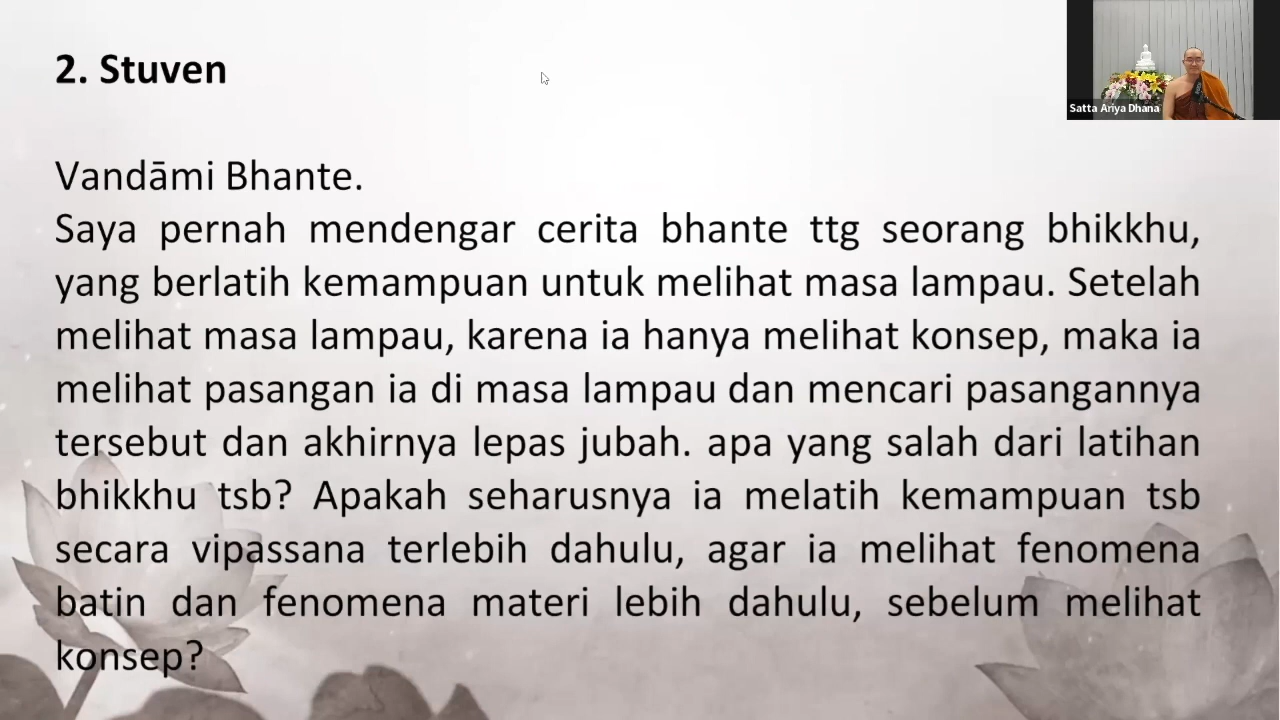 2. Stuven
Satta Ariya Dhana
Vandāmi Bhante.
Saya pernah mendengar cerita bhante ttg seorang bhikkhu,
yang berlatih kemampuan untuk melihat masa lampau. Setelah
melihat masa lampau, karena ia hanya melihat konsep, maka ia
melihat pasangan ia di masa lampau dan mencari pasangannya
tersebut dan akhirnya lepas jubah. apa yang salah dari latihan
bhikkhu tsb? Apakah seharusnya ia melatih kemampuan tsb
secara vipassana terlebih dahulu, agar ia melihat fenomena
batin dan fenomena materi lebih dahulu, sebelum melihat
konsep?